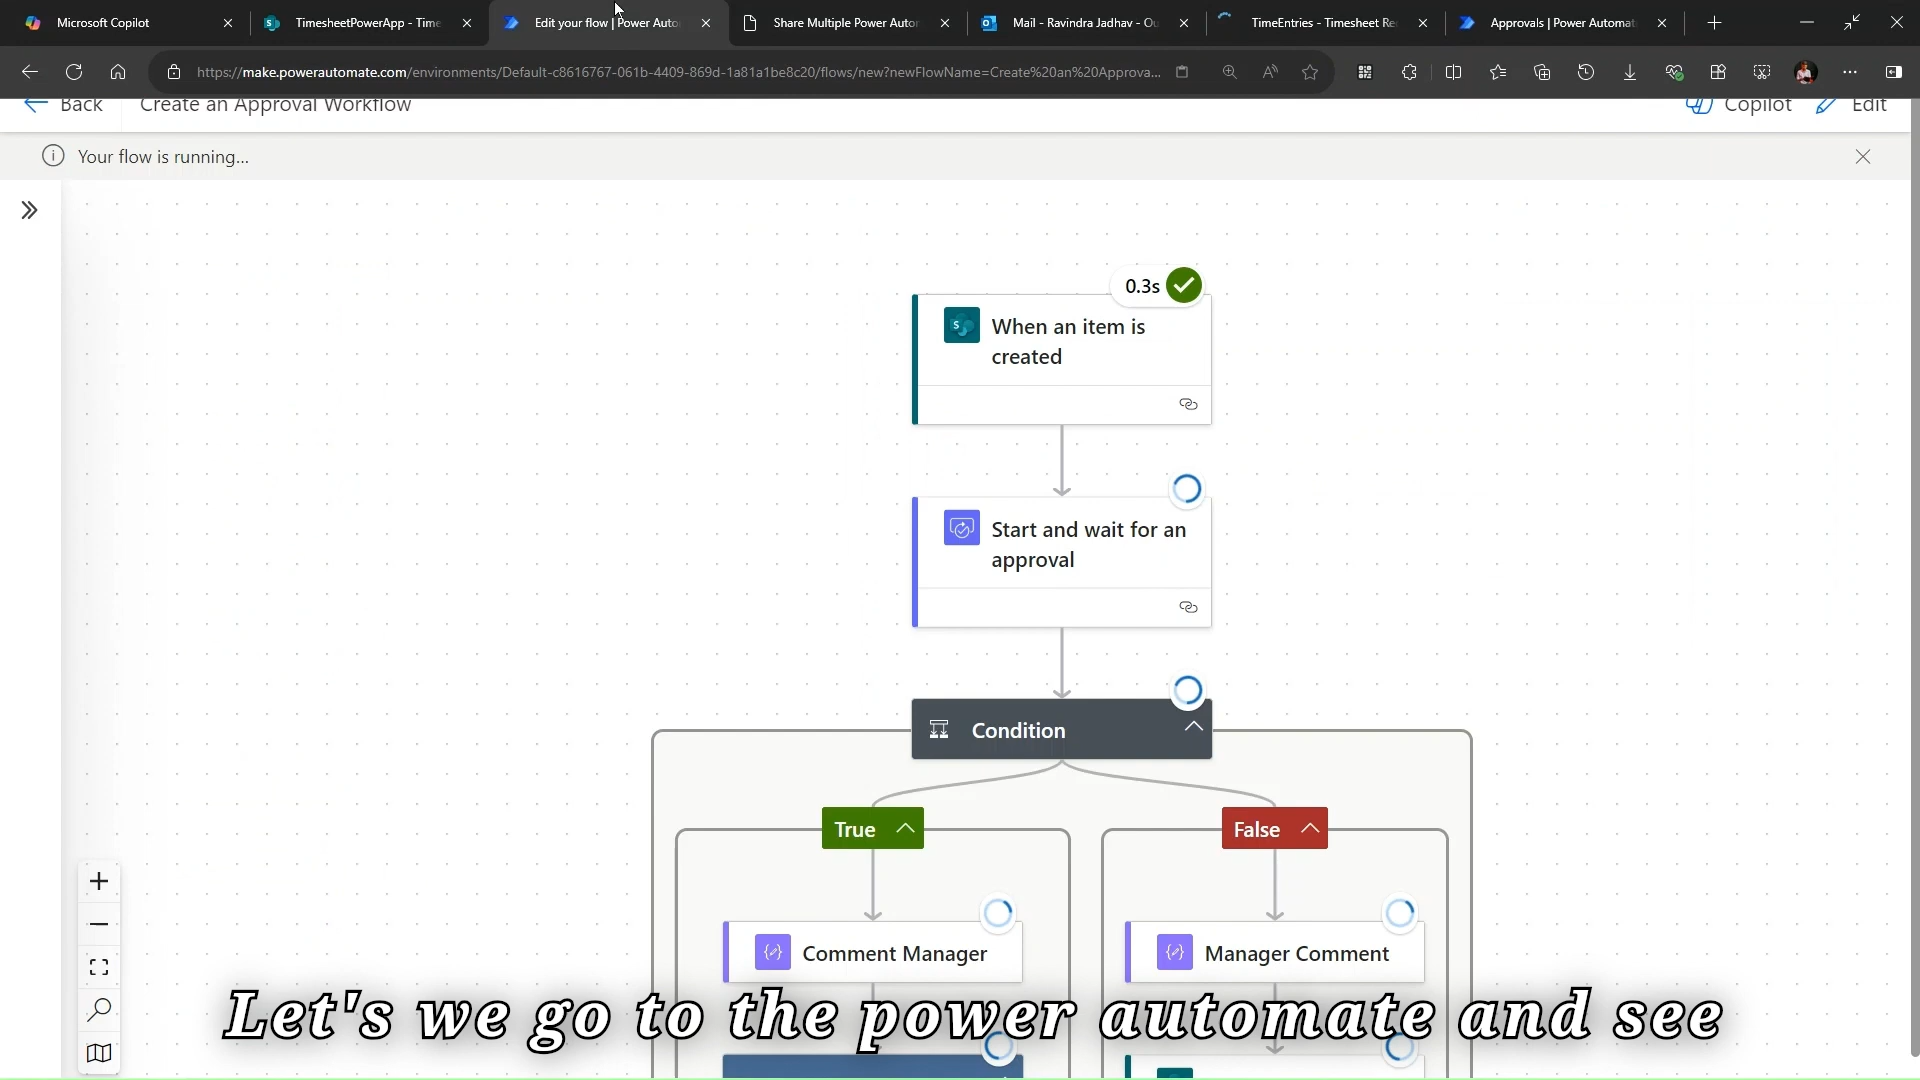 Microsoft Copilot
TimesheetPowerApp - Time
Edit your flow | Power Auto
Share Multiple Power Autor
Mail - Ravindra Jadhav - Ou
TimeEntries - Timesheet Re
Approvals | Power Automat
https://make.powerautomate.com/environments/Default-c8616767-061b-4409-869d-1a81a1be8c20/flows/new?newFlowName=Create%20an%20Approva...
Back
Create an Approval Workflow
Copilot
Edit
Your flow is running...
0.3s
When an item is
created
Start and wait for an
approval
Condition
True
False
Comment Manager
Manager Comment
Let's we go to the power automate and see